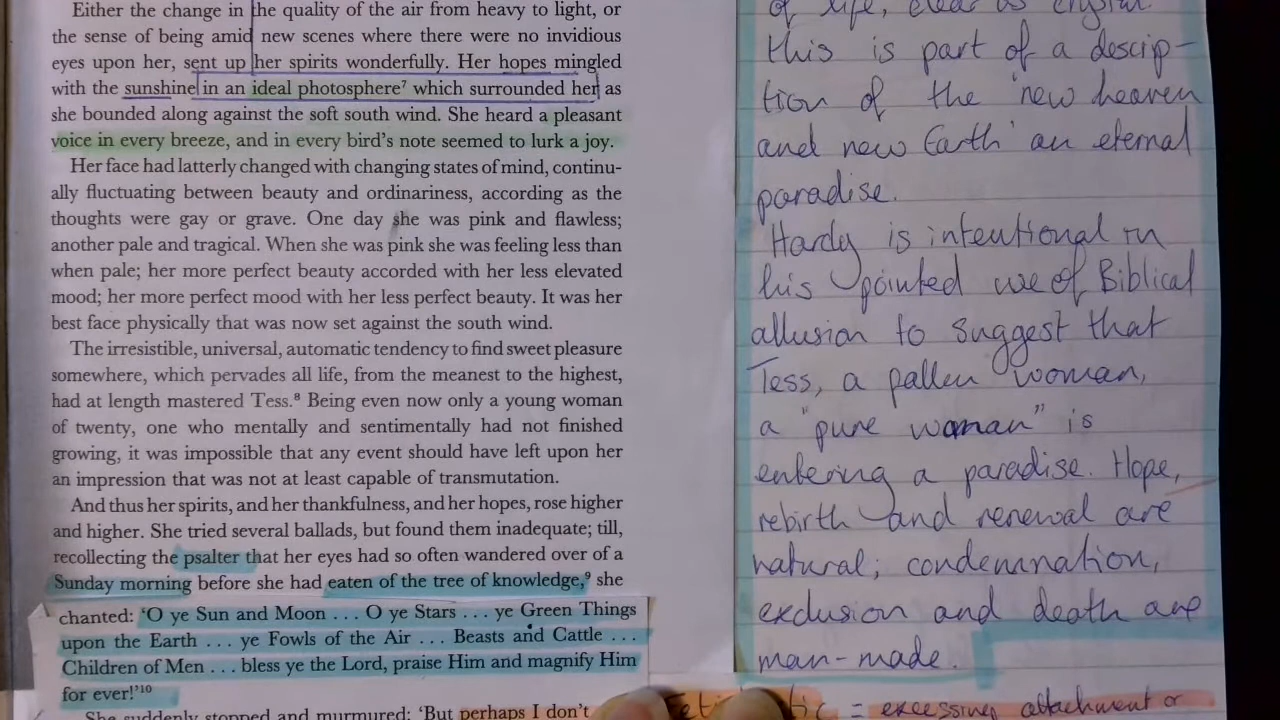 Either the change in the quality of the air from heavy to light, or
the sense of being amid new scenes where there were no invidious
eyes upon her, sent up her spirits wonderfully. Her hopes mingled
with the sunshine in an ideal photosphere⁷ which surrounded her as
she bounded along against the soft south wind. She heard a pleasant
voice in every breeze, and in every bird's note seemed to lurk a joy.
Her face had latterly changed with changing states of mind, continu-
ally fluctuating between beauty and ordinariness, according as the
thoughts were gay or grave. One day she was pink and flawless;
another pale and tragical. When she was pink she was feeling less than
when pale; her more perfect beauty accorded with her less elevated
mood; her more perfect mood with her less perfect beauty. It was her
best face physically that was now set against the south wind.
The irresistible, universal, automatic tendency to find sweet pleasure
somewhere, which pervades all life, from the meanest to the highest,
had at length mastered Tess.⁸ Being even now only a young woman
of twenty, one who mentally and sentimentally had not finished
growing, it was impossible that any event should have left upon her
an impression that was not at least capable of transmutation.
And thus her spirits, and her thankfulness, and her hopes, rose higher
and higher. She tried several ballads, but found them inadequate; till,
recollecting the psalter that her eyes had so often wandered over of a
Sunday morning before she had eaten of the tree of knowledge,⁹ she
chanted: 'O ye Sun and Moon . . . O ye Stars . . . ye Green Things
upon the Earth . . . ye Fowls of the Air . . . Beasts and Cattle . . .
Children of Men . . . bless ye the Lord, praise Him and magnify Him
for ever!'¹⁰
She suddenly stopped and murmured: 'But perhaps I don't
of life, clear as crystal
this is part of a descrip-
tion of the 'new heaven
and new Earth' an eternal
paradise.
Hardy is intentional in
his pointed use of Biblical
allusion to suggest that
Tess, a fallen woman,
a "pure woman" is
entering a paradise. Hope,
rebirth and renewal are
natural; condemnation,
exclusion and death are
man-made.
= excessive attachment or